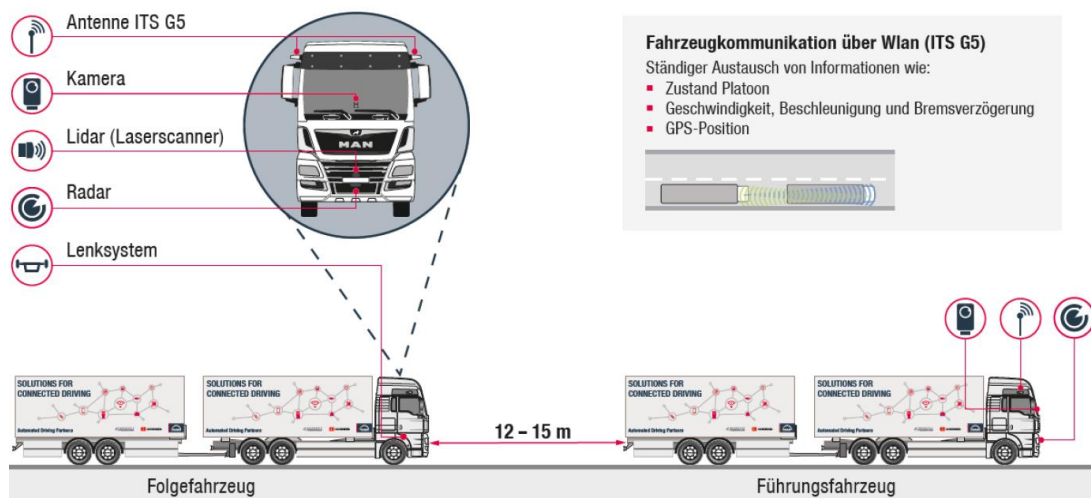 Antenne ITS G5
Kamera
Lidar (Laserscanner)
Radar
Lenksystem
MAN
Fahrzeugkommunikation über Wlan (ITS G5)
Ständiger Austausch von Informationen wie:
Zustand Platoon
Geschwindigkeit, Beschleunigung und Bremsverzögerung
GPS-Position
SOLUTIONS FOR
CONNECTED DRIVING
Automated Driving Partners
SOLUTIONS FOR
CONNECTED DRIVING
Automated Driving Partners
12 – 15 m
SOLUTIONS FOR
CONNECTED DRIVING
Automated Driving Partners
SOLUTIONS FOR
CONNECTED DRIVING
Automated Driving Partners
Folgefahrzeug
Führungsfahrzeug